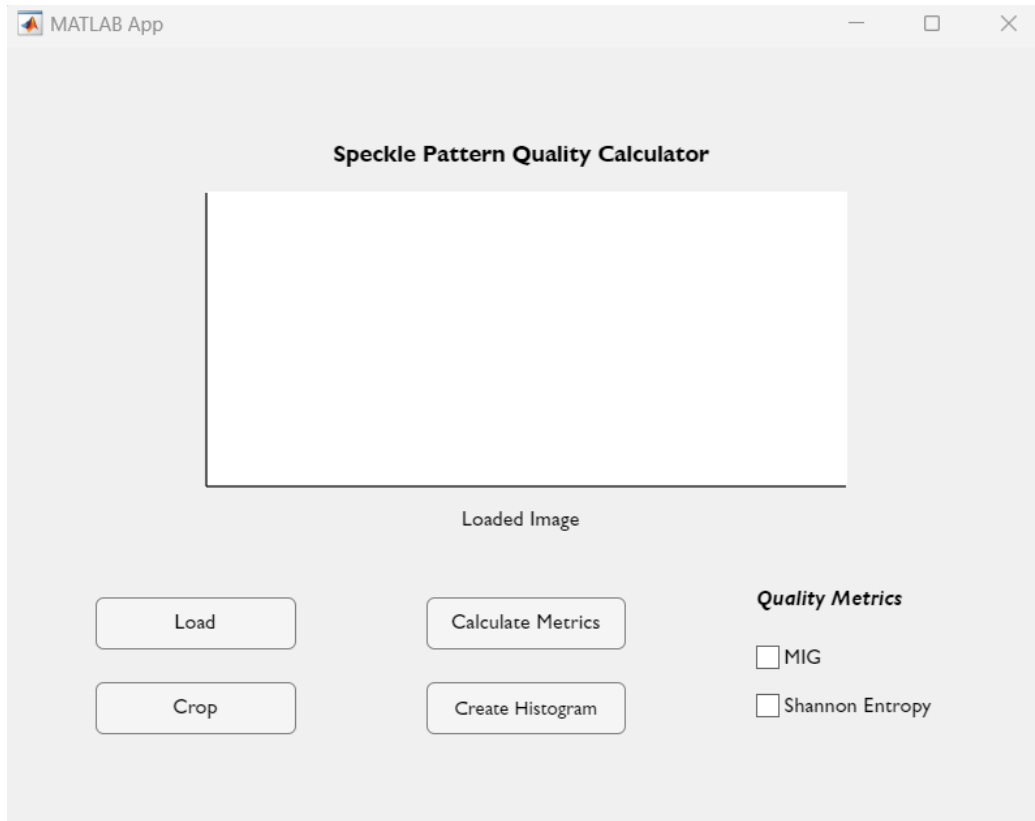 MATLAB App
Speckle Pattern Quality Calculator
Loaded Image
Load
Crop
Calculate Metrics
Create Histogram
Quality Metrics
MIG
Shannon Entropy